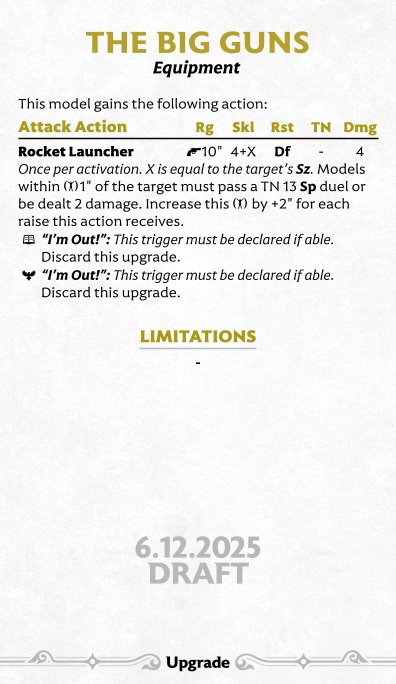 THE BIG GUNS
Equipment
This model gains the following action:
Attack Action Rg Skl Rst TN Dmg
Rocket Launcher 10" 4+X Df - 4
Once per activation. X is equal to the target's Sz. Models
within 1" of the target must pass a TN 13 Sp duel or
be dealt 2 damage. Increase this by +2" for each
raise this action receives.
"I'm Out!": This trigger must be declared if able.
Discard this upgrade.
"I'm Out!": This trigger must be declared if able.
Discard this upgrade.
LIMITATIONS
-
6.12.2025
DRAFT
Upgrade